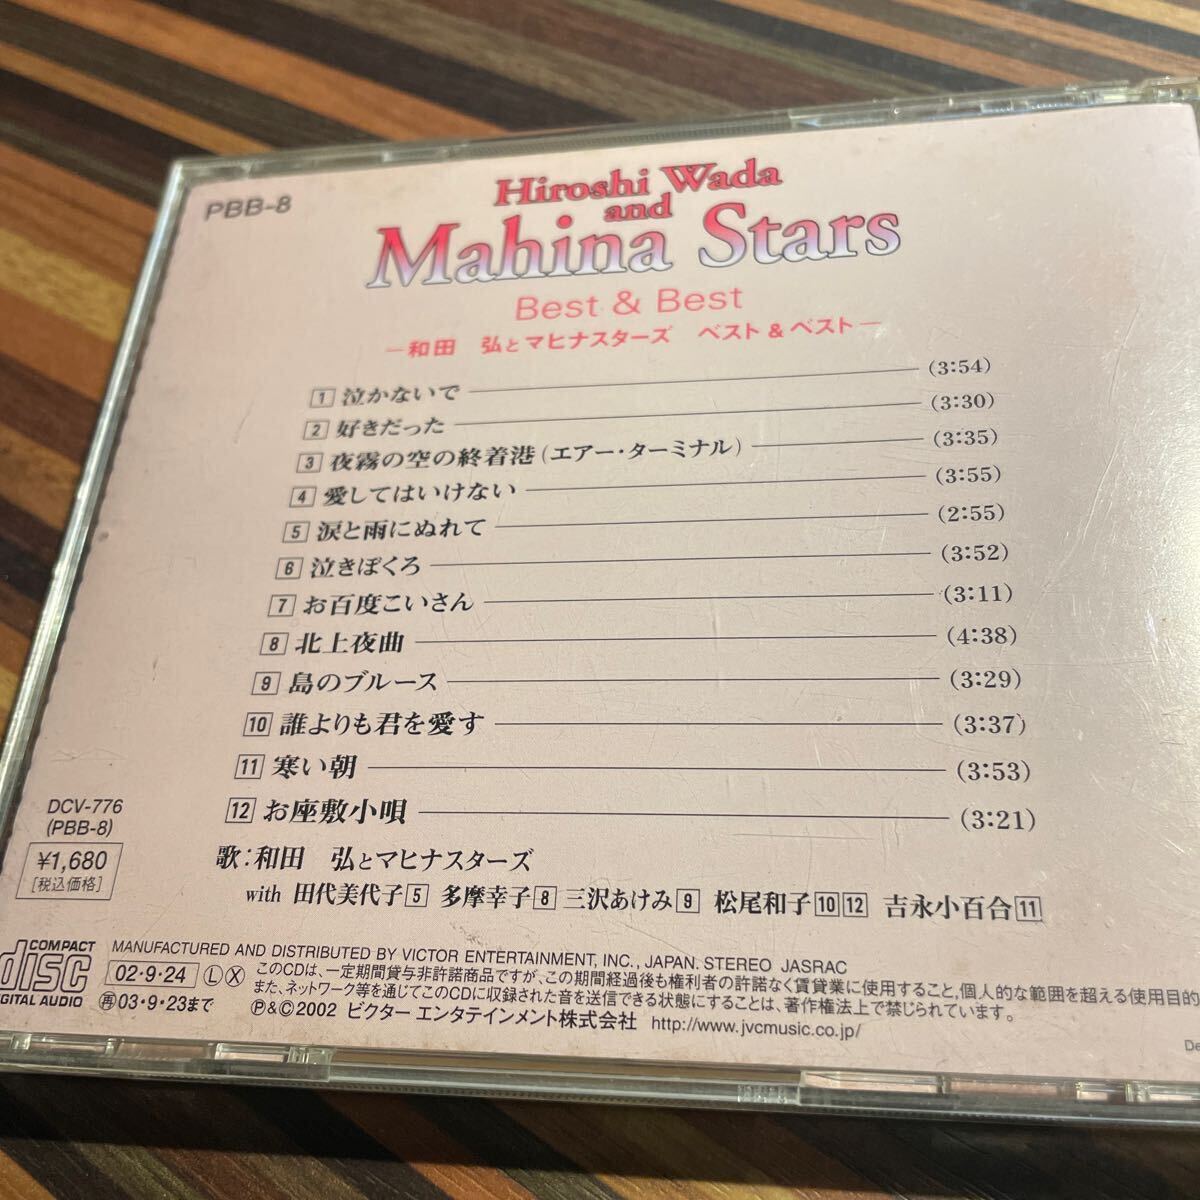 PBB-8
Hiroshi Wada
and
Mahina Stars
Best & Best
—和田 弘とマヒナスターズ ベスト&ベスト—
1 泣かないで (3:54)
2 好きだった (3:30)
3 夜霧の空の終着港(エアー・ターミナル) (3:35)
4 愛してはいけない (3:55)
5 涙と雨にぬれて (2:55)
6 泣きぼくろ (3:52)
7 お百度こいさん (3:11)
8 北上夜曲 (4:38)
9 島のブルース (3:29)
10 誰よりも君を愛す (3:37)
11 寒い朝 (3:53)
12 お座敷小唄 (3:21)
DCV-776
(PBB-8)
¥1,680
[税込価格]
歌:和田 弘とマヒナスターズ
with 田代美代子5 多摩幸子8 三沢あけみ9 松尾和子10 12 吉永小百合11
COMPACT
disc
DIGITAL AUDIO
MANUFACTURED AND DISTRIBUTED BY VICTOR ENTERTAINMENT, INC., JAPAN. STEREO JASRAC
02・9・24 Ⓛ Ⓧ このCDは、一定期間貸与非許諾商品ですが、この期間経過後も権利者の許諾なく賃貸業に使用すること、個人的な範囲を超える使用目的
また、ネットワーク等を通じてこのCDに収録された音を送信できる状態にすることは、著作権法上で禁じられています。
㊞03・9・23まで
Ⓟ&©2002 ビクター エンタテインメント株式会社 http://www.jvcmusic.co.jp/
De